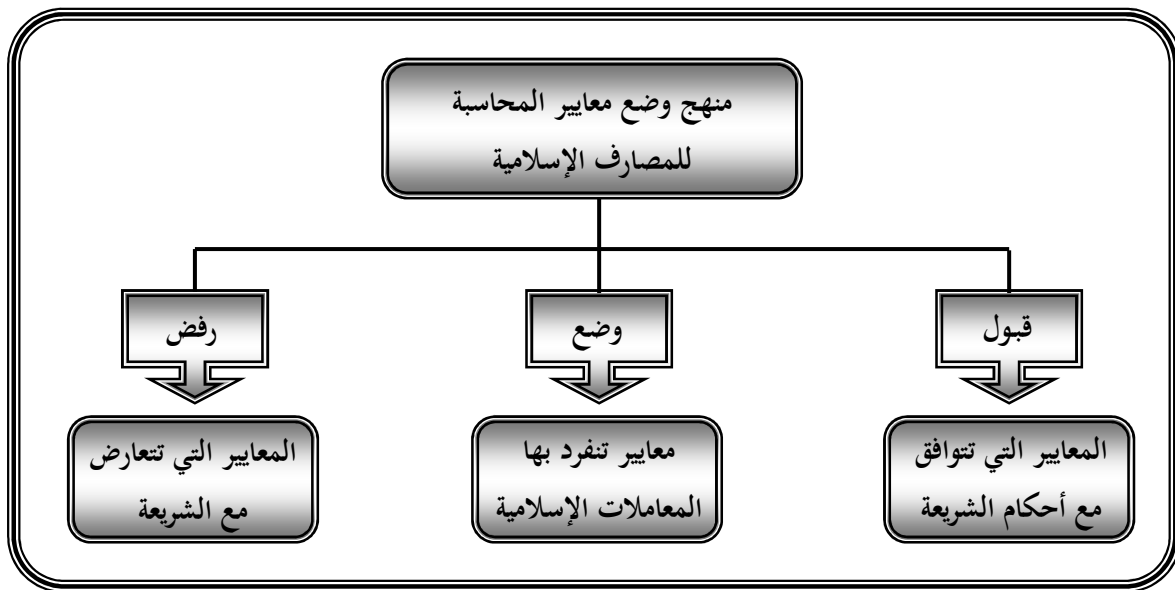 منهج وضع معايير المحاسبة
للمصارف الإسلامية
قبول
وضع
رفض
المعايير التي تتوافق
مع أحكام الشريعة
معايير تنفرد بها
المعاملات الإسلامية
المعايير التي تتعارض
مع الشريعة